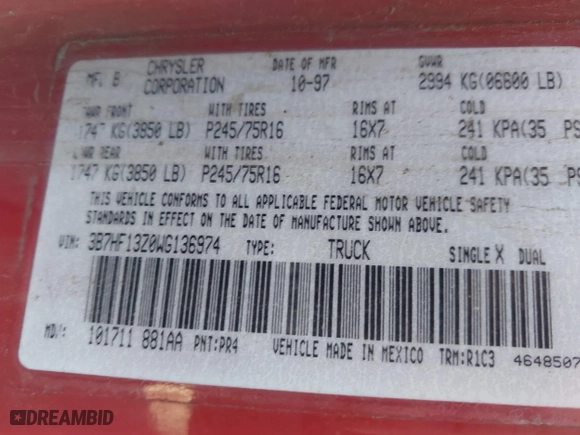 MF. B CHRYSLER CORPORATION DATE OF MFR 10-97 GVWR 2994 KG(06600 LB)
FRONT WITH TIRES RIMS AT COLD
1747 KG(3850 LB) P245/75R16 16X7 241 KPA(35 PS
REAR WITH TIRES RIMS AT COLD
1747 KG(3850 LB) P245/75R16 16X7 241 KPA(35 PS
THIS VEHICLE CONFORMS TO ALL APPLICABLE FEDERAL MOTOR VEHICLE SAFETY
STANDARDS IN EFFECT ON THE DATE OF MANUFACTURE SHOWN ABOVE.
VIN: 3B7HF13Z0WG136974 TYPE: TRUCK SINGLE X DUAL
101711 881AA PNT:PR4 VEHICLE MADE IN MEXICO TRM:R1C3 4648507
DREAMBID